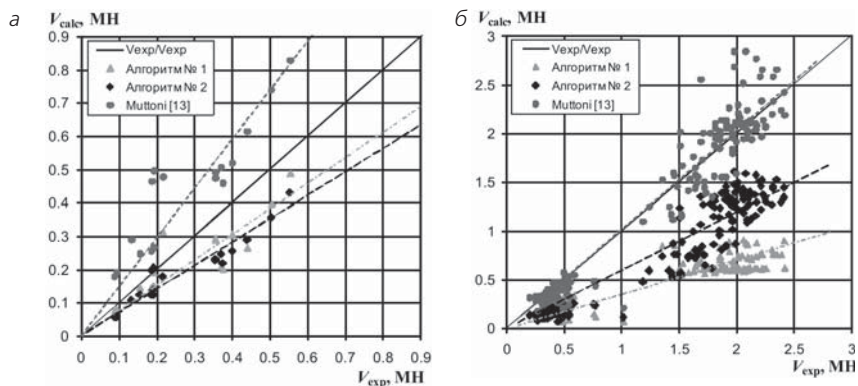 а
V_calc, МН
0.9
0.8
0.7
0.6
0.5
0.4
0.3
0.2
0.1
0
Vexp/Vexp
Алгоритм № 1
Алгоритм № 2
Muttoni [13]
0 0.1 0.2 0.3 0.4 0.5 0.6 0.7 0.8 0.9
V_exp, МН
б
V_calc, МН
3
2.5
2
1.5
1
0.5
0
Vexp/Vexp
Алгоритм № 1
Алгоритм № 2
Muttoni [13]
0 0.5 1 1.5 2 2.5 3
V_exp, МН